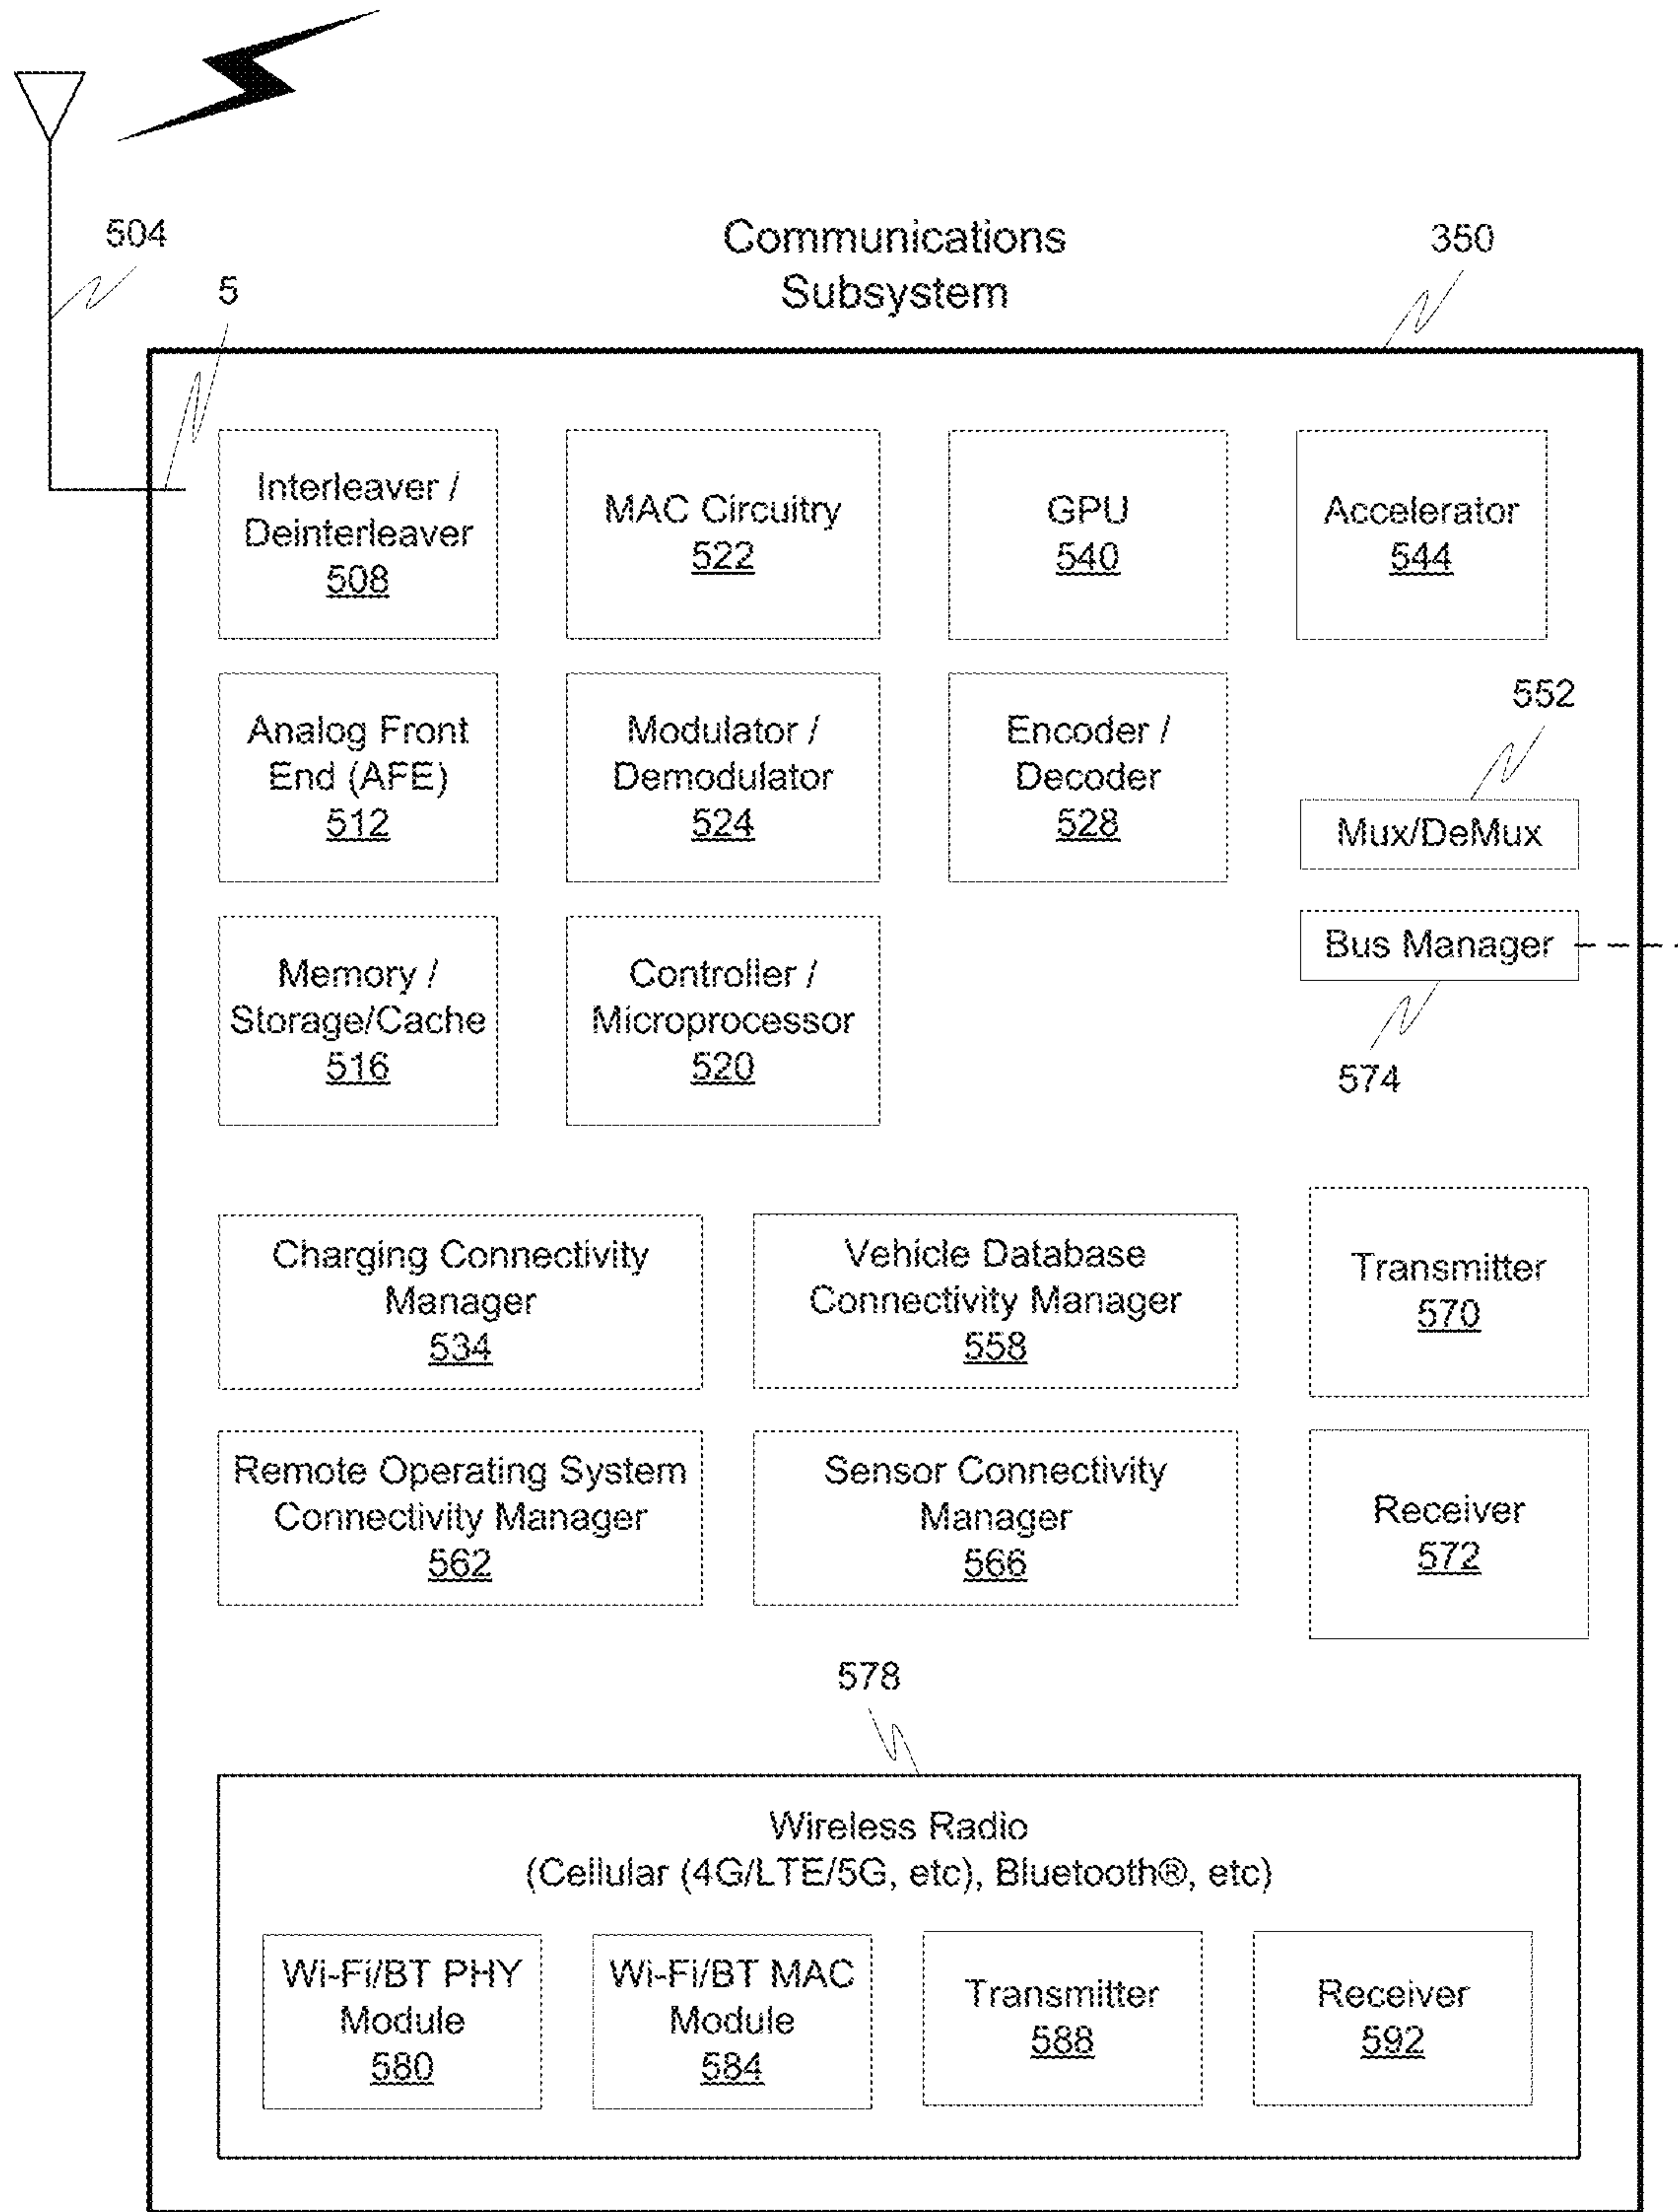 504
5
Communications
Subsystem
350
Interleaver /
Deinterleaver
508
MAC Circuitry
522
GPU
540
Accelerator
544
Analog Front
End (AFE)
512
Modulator /
Demodulator
524
Encoder /
Decoder
528
552
Mux/DeMux
Memory /
Storage/Cache
516
Controller /
Microprocessor
520
Bus Manager
574
Charging Connectivity
Manager
534
Vehicle Database
Connectivity Manager
558
Transmitter
570
Remote Operating System
Connectivity Manager
562
Sensor Connectivity
Manager
566
Receiver
572
578
Wireless Radio
(Cellular (4G/LTE/5G, etc), Bluetooth®, etc)
Wi-Fi/BT PHY
Module
580
Wi-Fi/BT MAC
Module
584
Transmitter
588
Receiver
592